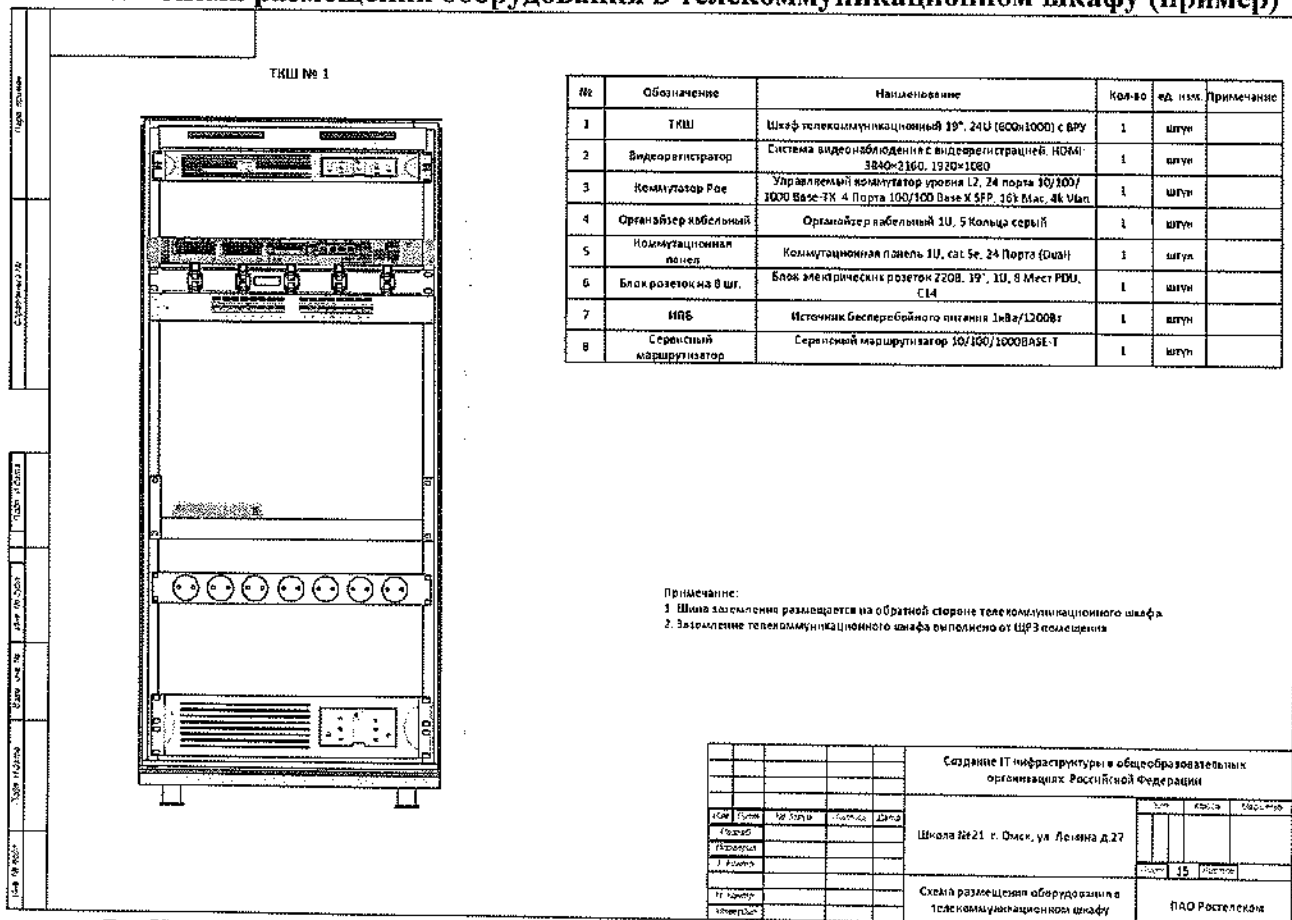 размещения оборудования в телекоммуникационном шкафу (пример)
ТКШ № 1
№ Обозначение Наименование Кол-во ед. изм. Примечание
1 ТКШ Шкаф телекоммуникационный 19", 24U (600х1000) с ВРУ 1 штук
2 Видеорегистратор Система видеонаблюдения с видеорегистрацией, HDMI-
3840×2160, 1920×1080 1 штук
3 Коммутатор Poe Управляемый коммутатор уровня L2, 24 порта 10/100/
1000 Base-TX, 4 Порта 100/100 Base X SFP, 16k Mac, 4k Vlan 1 штук
4 Органайзер кабельный Органайзер кабельный 1U, 5 Кольца серый 1 штук
5 Коммутационная
панел Коммутационная панель 1U, cat 5e, 24 Порта (Dual) 1 штук
6 Блок розеток на 8 шт. Блок электрических розеток 220В, 19", 1U, 8 Мест PDU,
C14 1 штук
7 ИПБ Источник бесперебойного питания 1кВа/1200Вт 1 штук
8 Сервисный
маршрутизатор Сервисный маршрутизатор 10/100/1000BASE-T 1 штук
Примечание:
1 Шина заземления размещается на обратной стороне телекоммуникационного шкафа
2. Заземление телекоммуникационного шкафа выполнено от ЩРЗ помещения
Создание IT инфраструктуры в общеобразовательных
организациях Российской Федерации
Школа №21 г. Омск, ул. Ленина д.27
15
Схема размещения оборудования в
телекоммуникационном шкафу
ПАО Ростелеком